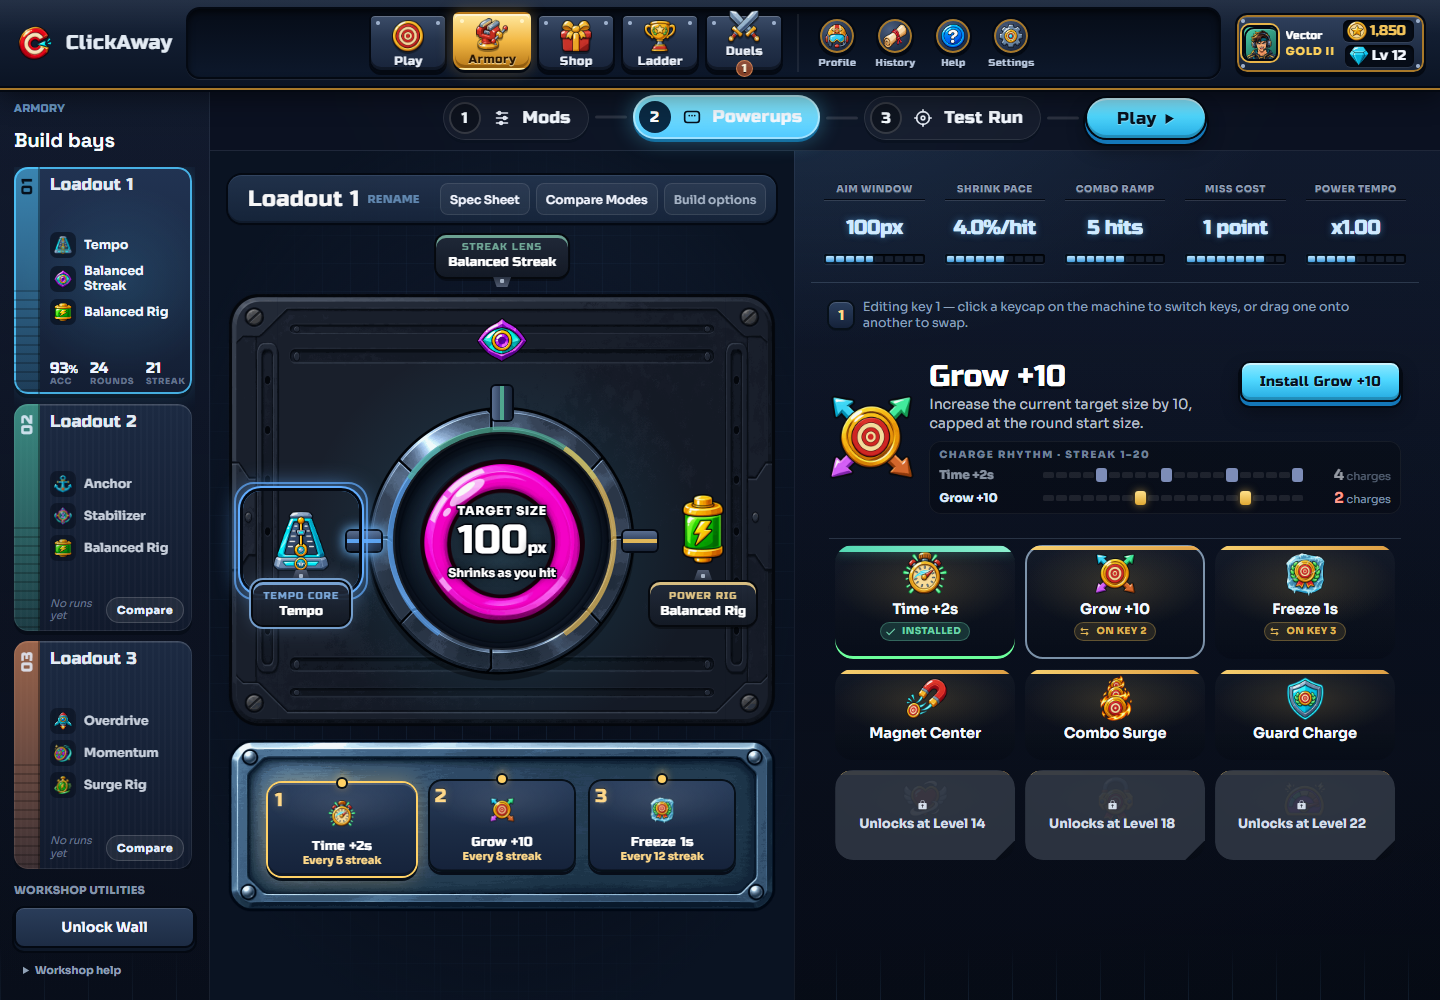 ClickAway
Play
Armory
Shop
Ladder
Duels
1
Profile
History
Help
Settings
Vector
GOLD II
1,850
Lv 12
ARMORY
Build bays
1 Mods
2 Powerups
3 Test Run
Play
01
Loadout 1
Tempo
Balanced
Streak
Balanced Rig
93% 24 21
ACC ROUNDS STREAK
02
Loadout 2
Anchor
Stabilizer
Balanced Rig
No runs
yet
Compare
03
Loadout 3
Overdrive
Momentum
Surge Rig
No runs
yet
Compare
WORKSHOP UTILITIES
Unlock Wall
Workshop help
Loadout 1 RENAME
Spec Sheet
Compare Modes
Build options
STREAK LENS
Balanced Streak
TARGET SIZE
100px
Shrinks as you hit
TEMPO CORE
Tempo
POWER RIG
Balanced Rig
1
Time +2s
Every 5 streak
2
Grow +10
Every 8 streak
3
Freeze 1s
Every 12 streak
AIM WINDOW
100px
SHRINK PACE
4.0%/hit
COMBO RAMP
5 hits
MISS COST
1 point
POWER TEMPO
x1.00
1
Editing key 1 — click a keycap on the machine to switch keys, or drag one onto
another to swap.
Grow +10
Increase the current target size by 10,
capped at the round start size.
Install Grow +10
CHARGE RHYTHM · STREAK 1–20
Time +2s 4 charges
Grow +10 2 charges
Time +2s
INSTALLED
Grow +10
ON KEY 2
Freeze 1s
ON KEY 3
Magnet Center
Combo Surge
Guard Charge
Unlocks at Level 14
Unlocks at Level 18
Unlocks at Level 22